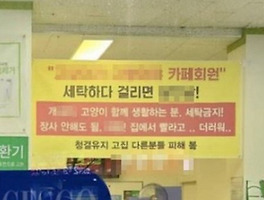 카페회원"
세탁하다 걸리면 !
개 고양이 함께 생활하는 분, 세탁금지!
장사 안해도 됨, ! 집에서 빨라고 .. 더러워..
청결유지 고집 다른분들 피해 봄
환기